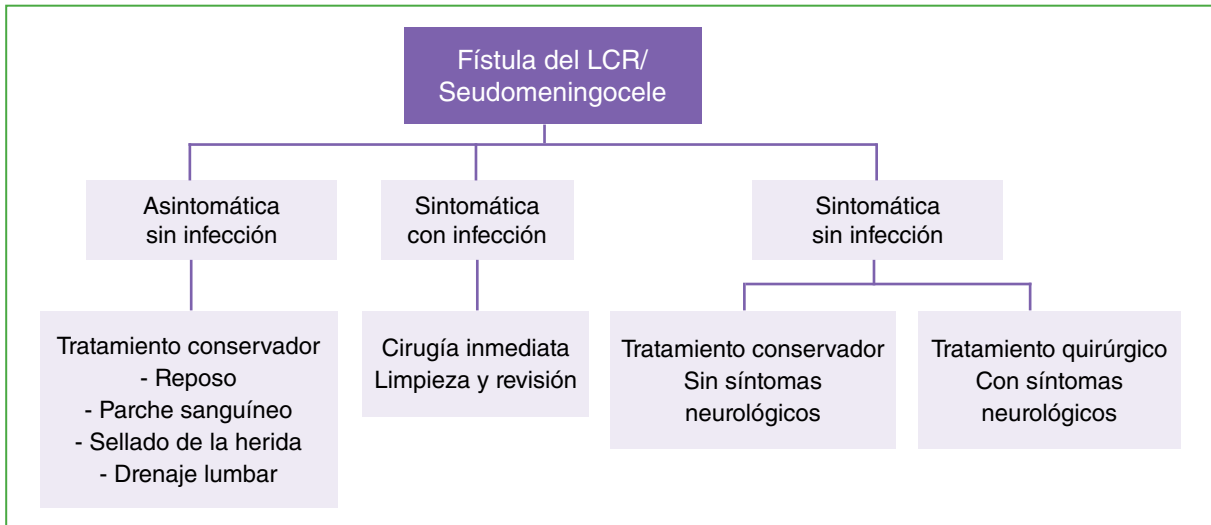 Fístula del LCR/
Seudomeningocele
Asintomática
sin infección
Sintomática
con infección
Sintomática
sin infección
Tratamiento conservador
- Reposo
- Parche sanguíneo
- Sellado de la herida
- Drenaje lumbar
Cirugía inmediata
Limpieza y revisión
Tratamiento conservador
Sin síntomas
neurológicos
Tratamiento quirúrgico
Con síntomas
neurológicos